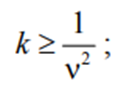 k ≥ 1/ν² ;